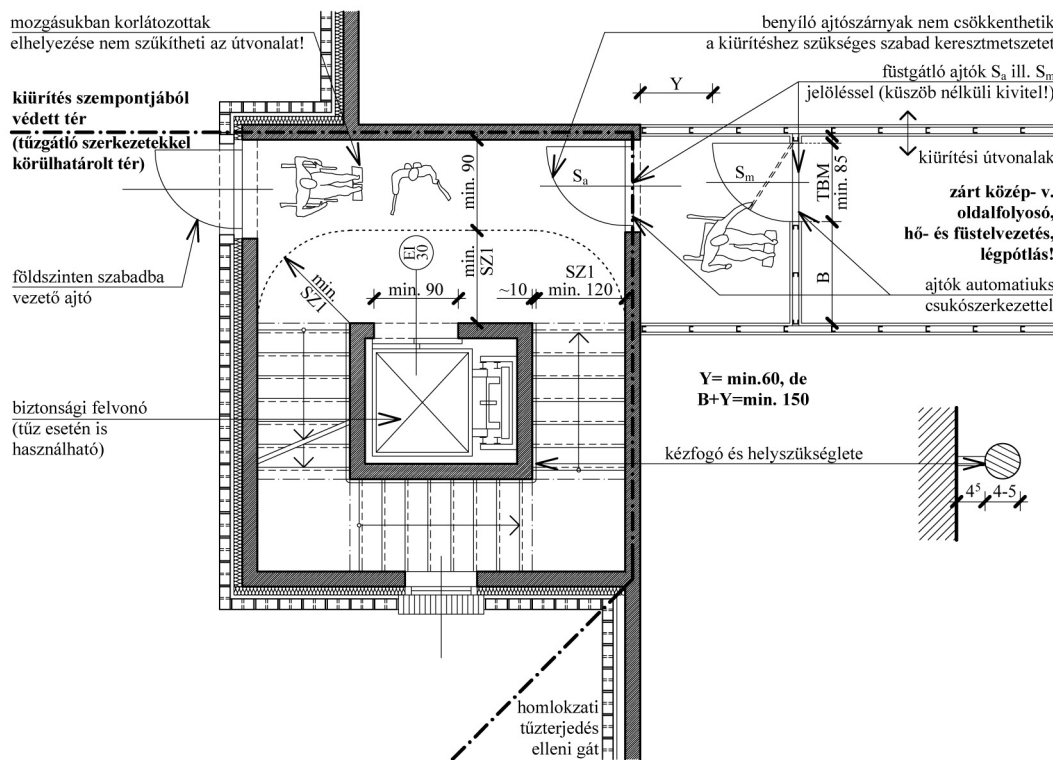 mozgásukban korlátozottak
elhelyezése nem szűkítheti az útvonalat!
benyíló ajtószárnyak nem csökkenthetik
a kiürítéshez szükséges szabad keresztmetszetet
füstgátló ajtók Sa ill. Sm
jelöléssel (küszöb nélküli kivitel!)
kiürítés szempontjából
védett tér
(tűzgátló szerkezetekkel
körülhatárolt tér)
Y
min. 90
Sa
Sm
TBM
min. 85
kiürítési útvonalak
zárt közép- v.
oldalfolyosó,
hő- és füstelvezetés,
légpótlás!
EI
30
min.
SZ1
min.
SZ1
min. 90
~10
SZ1
min. 120
B
földszinten szabadba
vezető ajtó
ajtók automatiuks
csukószerkezettel
Y= min.60, de
B+Y=min. 150
biztonsági felvonó
(tűz esetén is
használható)
kézfogó és helyszükséglete
4⁵
4-5
homlokzati
tűzterjedés
elleni gát